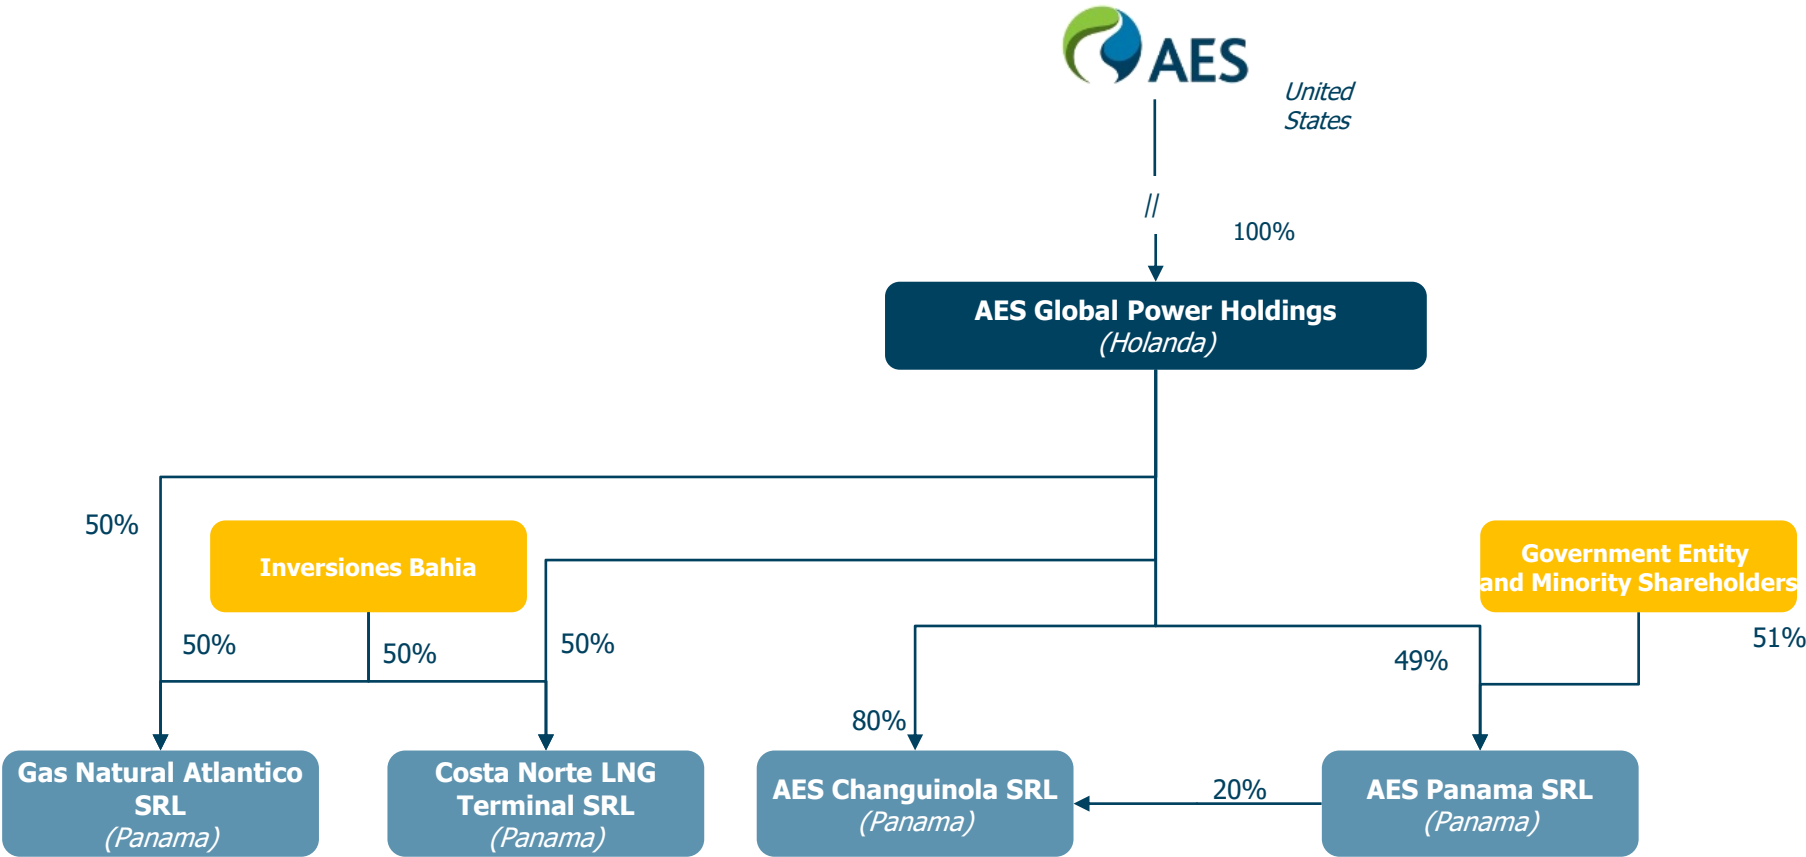 AES
United
States
//
100%
AES Global Power Holdings
(Holanda)
50%
Inversiones Bahia
Government Entity
and Minority Shareholders
50%
50%
50%
49%
51%
80%
Gas Natural Atlantico
SRL
(Panama)
Costa Norte LNG
Terminal SRL
(Panama)
AES Changuinola SRL
(Panama)
20%
AES Panama SRL
(Panama)